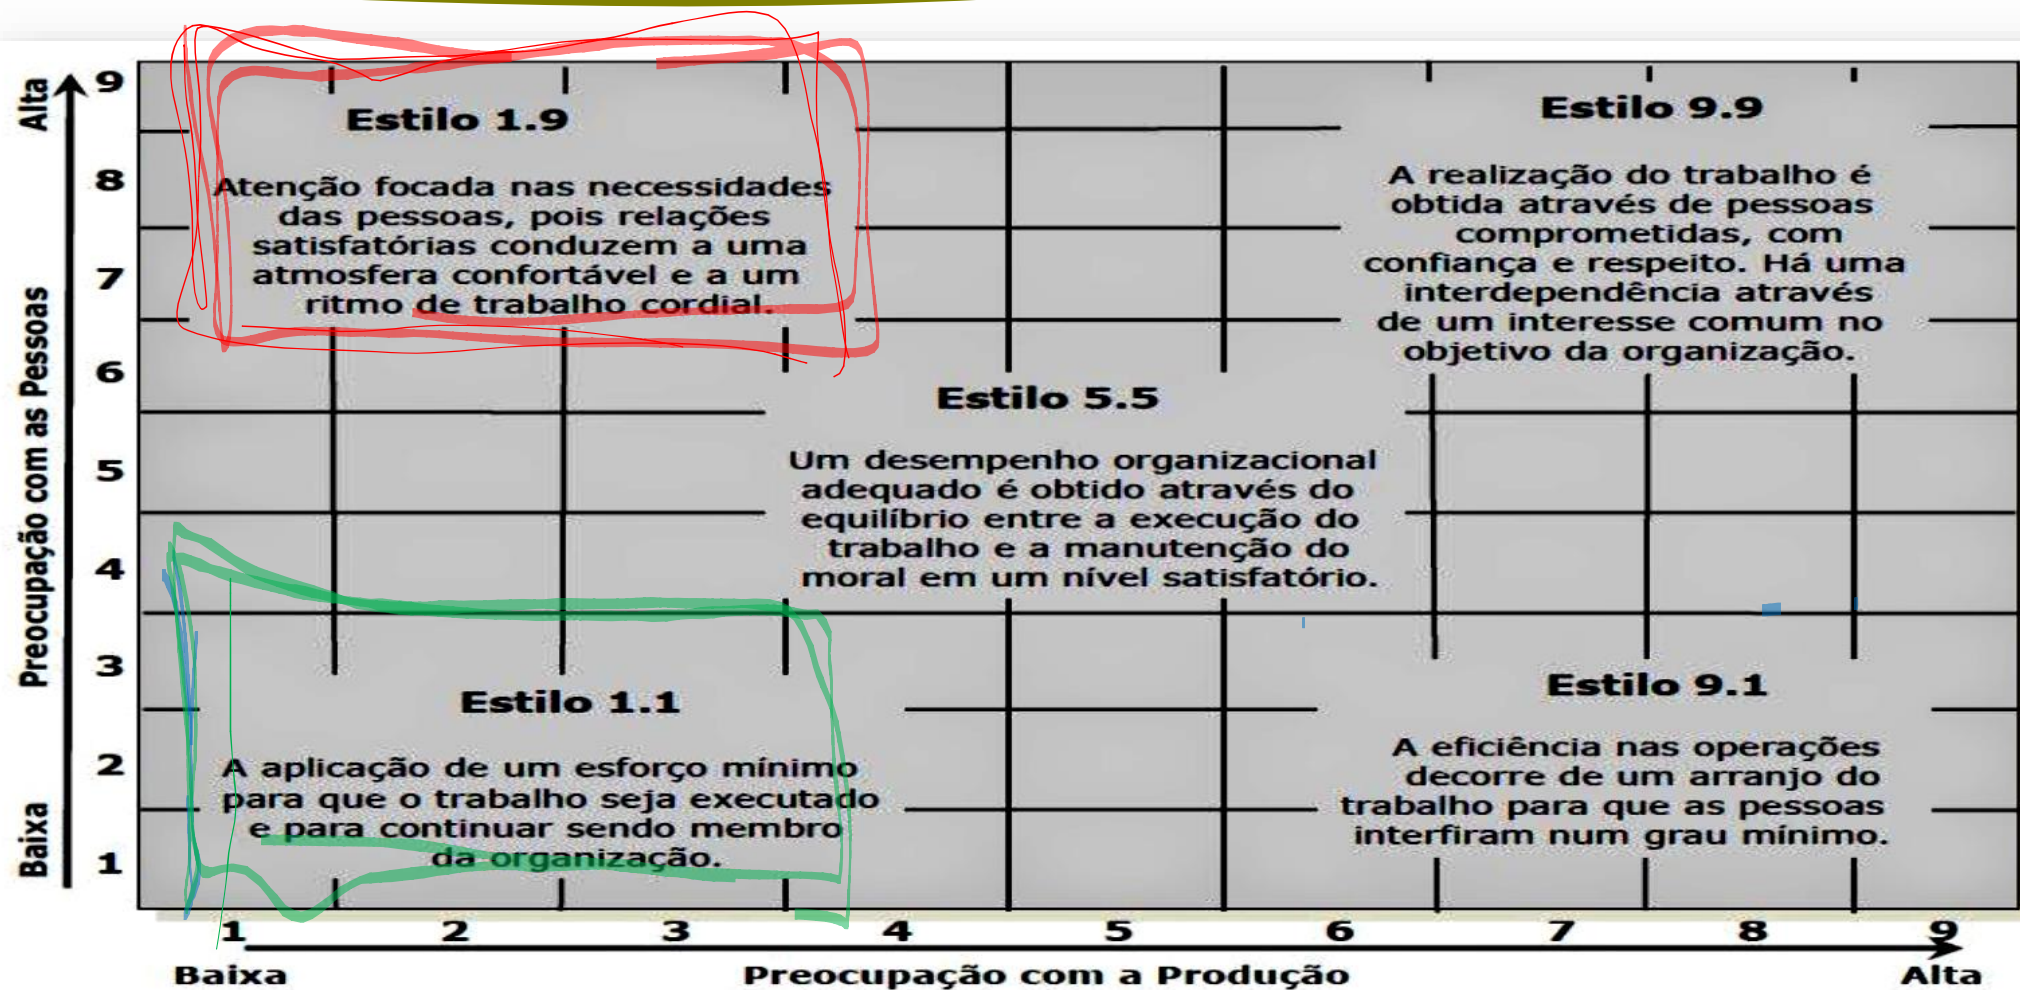 Alta
Preocupação com as Pessoas
Baixa
9
8
7
6
5
4
3
2
1
Estilo 1.9
Atenção focada nas necessidades
das pessoas, pois relações
satisfatórias conduzem a uma
atmosfera confortável e a um
ritmo de trabalho cordial.
Estilo 9.9
A realização do trabalho é
obtida através de pessoas
comprometidas, com
confiança e respeito. Há uma
interdependência através
de um interesse comum no
objetivo da organização.
Estilo 5.5
Um desempenho organizacional
adequado é obtido através do
equilíbrio entre a execução do
trabalho e a manutenção do
moral em um nível satisfatório.
Estilo 1.1
A aplicação de um esforço mínimo
para que o trabalho seja executado
e para continuar sendo membro
da organização.
Estilo 9.1
A eficiência nas operações
decorre de um arranjo do
trabalho para que as pessoas
interfiram num grau mínimo.
1 2 3 4 5 6 7 8 9
Baixa Preocupação com a Produção Alta